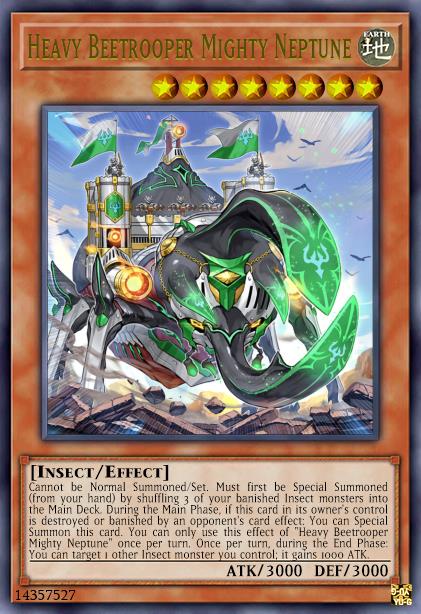 HEAVY BEETROOPER MIGHTY NEPTUNE
EARTH
地
[INSECT/EFFECT]
Cannot be Normal Summoned/Set. Must first be Special Summoned
(from your hand) by shuffling 3 of your banished Insect monsters into
the Main Deck. During the Main Phase, if this card in its owner's control
is destroyed or banished by an opponent's card effect: You can Special
Summon this card. You can only use this effect of "Heavy Beetrooper
Mighty Neptune" once per turn. Once per turn, during the End Phase:
You can target 1 other Insect monster you control; it gains 1000 ATK.
ATK/3000 DEF/3000
14357527